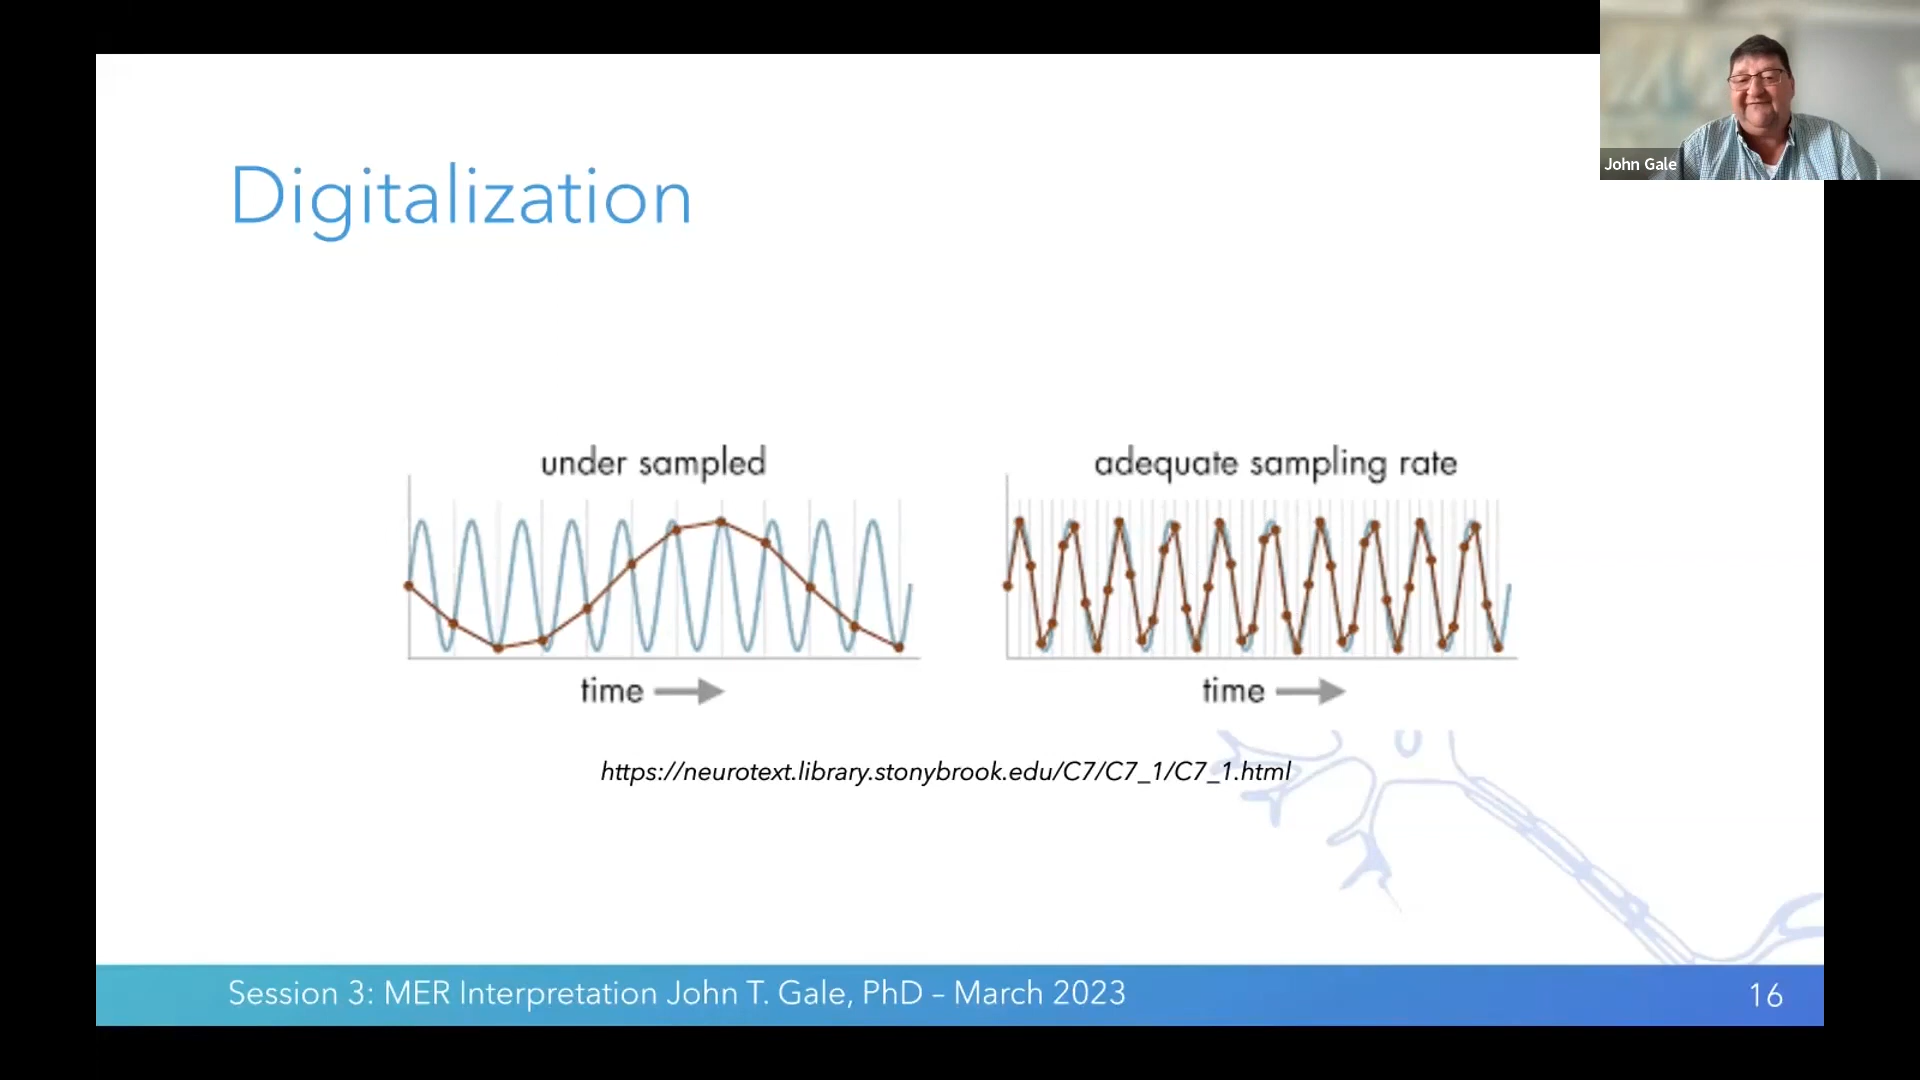 John Gale
Digitalization
under sampled
adequate sampling rate
time
time
https://neurotext.library.stonybrook.edu/C7/C7_1/C7_1.html
Session 3: MER Interpretation John T. Gale, PhD – March 2023
16